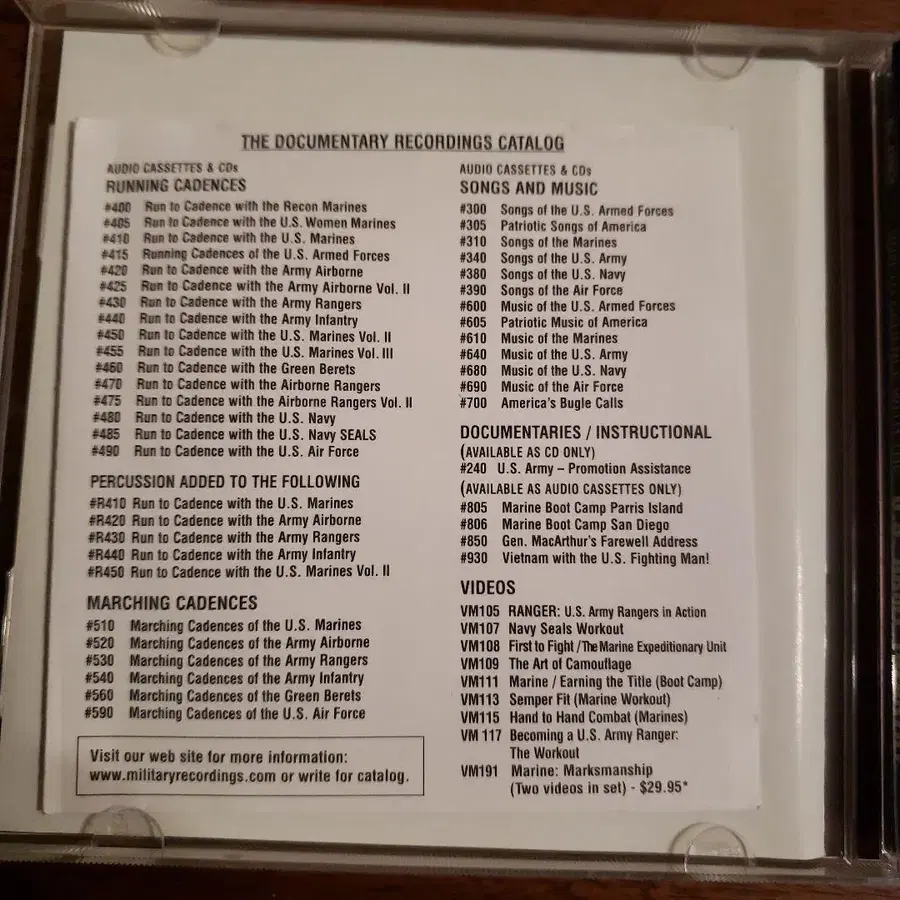 THE DOCUMENTARY RECORDINGS CATALOG
AUDIO CASSETTES & CDs
RUNNING CADENCES
#400 Run to Cadence with the Recon Marines
#405 Run to Cadence with the U.S. Women Marines
#410 Run to Cadence with the U.S. Marines
#415 Running Cadences of the U.S. Armed Forces
#420 Run to Cadence with the Army Airborne
#425 Run to Cadence with the Army Airborne Vol. II
#430 Run to Cadence with the Army Rangers
#440 Run to Cadence with the Army Infantry
#450 Run to Cadence with the U.S. Marines Vol. II
#455 Run to Cadence with the U.S. Marines Vol. III
#460 Run to Cadence with the Green Berets
#470 Run to Cadence with the Airborne Rangers
#475 Run to Cadence with the Airborne Rangers Vol. II
#480 Run to Cadence with the U.S. Navy
#485 Run to Cadence with the U.S. Navy SEALS
#490 Run to Cadence with the U.S. Air Force
PERCUSSION ADDED TO THE FOLLOWING
#R410 Run to Cadence with the U.S. Marines
#R420 Run to Cadence with the Army Airborne
#R430 Run to Cadence with the Army Rangers
#R440 Run to Cadence with the Army Infantry
#R450 Run to Cadence with the U.S. Marines Vol. II
MARCHING CADENCES
#510 Marching Cadences of the U.S. Marines
#520 Marching Cadences of the Army Airborne
#530 Marching Cadences of the Army Rangers
#540 Marching Cadences of the Army Infantry
#560 Marching Cadences of the Green Berets
#590 Marching Cadences of the U.S. Air Force
Visit our web site for more information:
www.militaryrecordings.com or write for catalog.
AUDIO CASSETTES & CDs
SONGS AND MUSIC
#300 Songs of the U.S. Armed Forces
#305 Patriotic Songs of America
#310 Songs of the Marines
#340 Songs of the U.S. Army
#380 Songs of the U.S. Navy
#390 Songs of the Air Force
#600 Music of the U.S. Armed Forces
#605 Patriotic Music of America
#610 Music of the Marines
#640 Music of the U.S. Army
#680 Music of the U.S. Navy
#690 Music of the Air Force
#700 America's Bugle Calls
DOCUMENTARIES / INSTRUCTIONAL
(AVAILABLE AS CD ONLY)
#240 U.S. Army – Promotion Assistance
(AVAILABLE AS AUDIO CASSETTES ONLY)
#805 Marine Boot Camp Parris Island
#806 Marine Boot Camp San Diego
#850 Gen. MacArthur's Farewell Address
#930 Vietnam with the U.S. Fighting Man!
VIDEOS
VM105 RANGER: U.S. Army Rangers in Action
VM107 Navy Seals Workout
VM108 First to Fight /The Marine Expeditionary Unit
VM109 The Art of Camouflage
VM111 Marine / Earning the Title (Boot Camp)
VM113 Semper Fit (Marine Workout)
VM115 Hand to Hand Combat (Marines)
VM 117 Becoming a U.S. Army Ranger:
The Workout
VM191 Marine: Marksmanship
(Two videos in set) - $29.95*